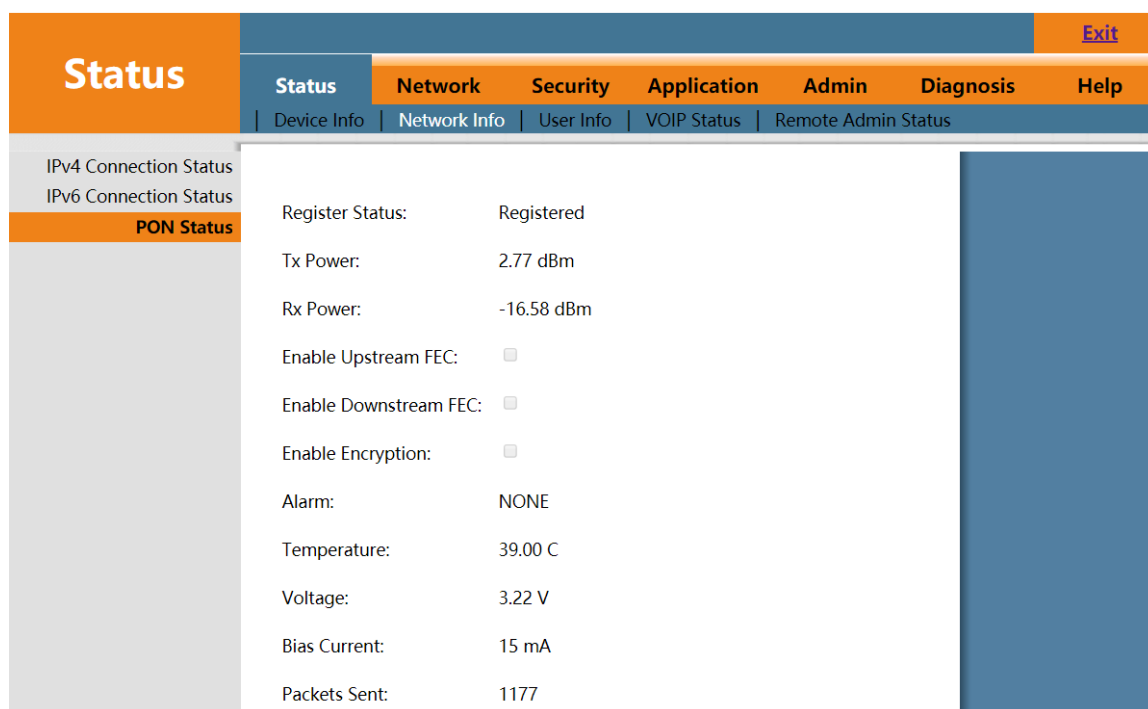 Exit
Status
Status Network Security Application Admin Diagnosis Help
| Device Info | Network Info | User Info | VOIP Status | Remote Admin Status
IPv4 Connection Status
IPv6 Connection Status
PON Status
Register Status: Registered
Tx Power: 2.77 dBm
Rx Power: -16.58 dBm
Enable Upstream FEC:
Enable Downstream FEC:
Enable Encryption:
Alarm: NONE
Temperature: 39.00 C
Voltage: 3.22 V
Bias Current: 15 mA
Packets Sent: 1177